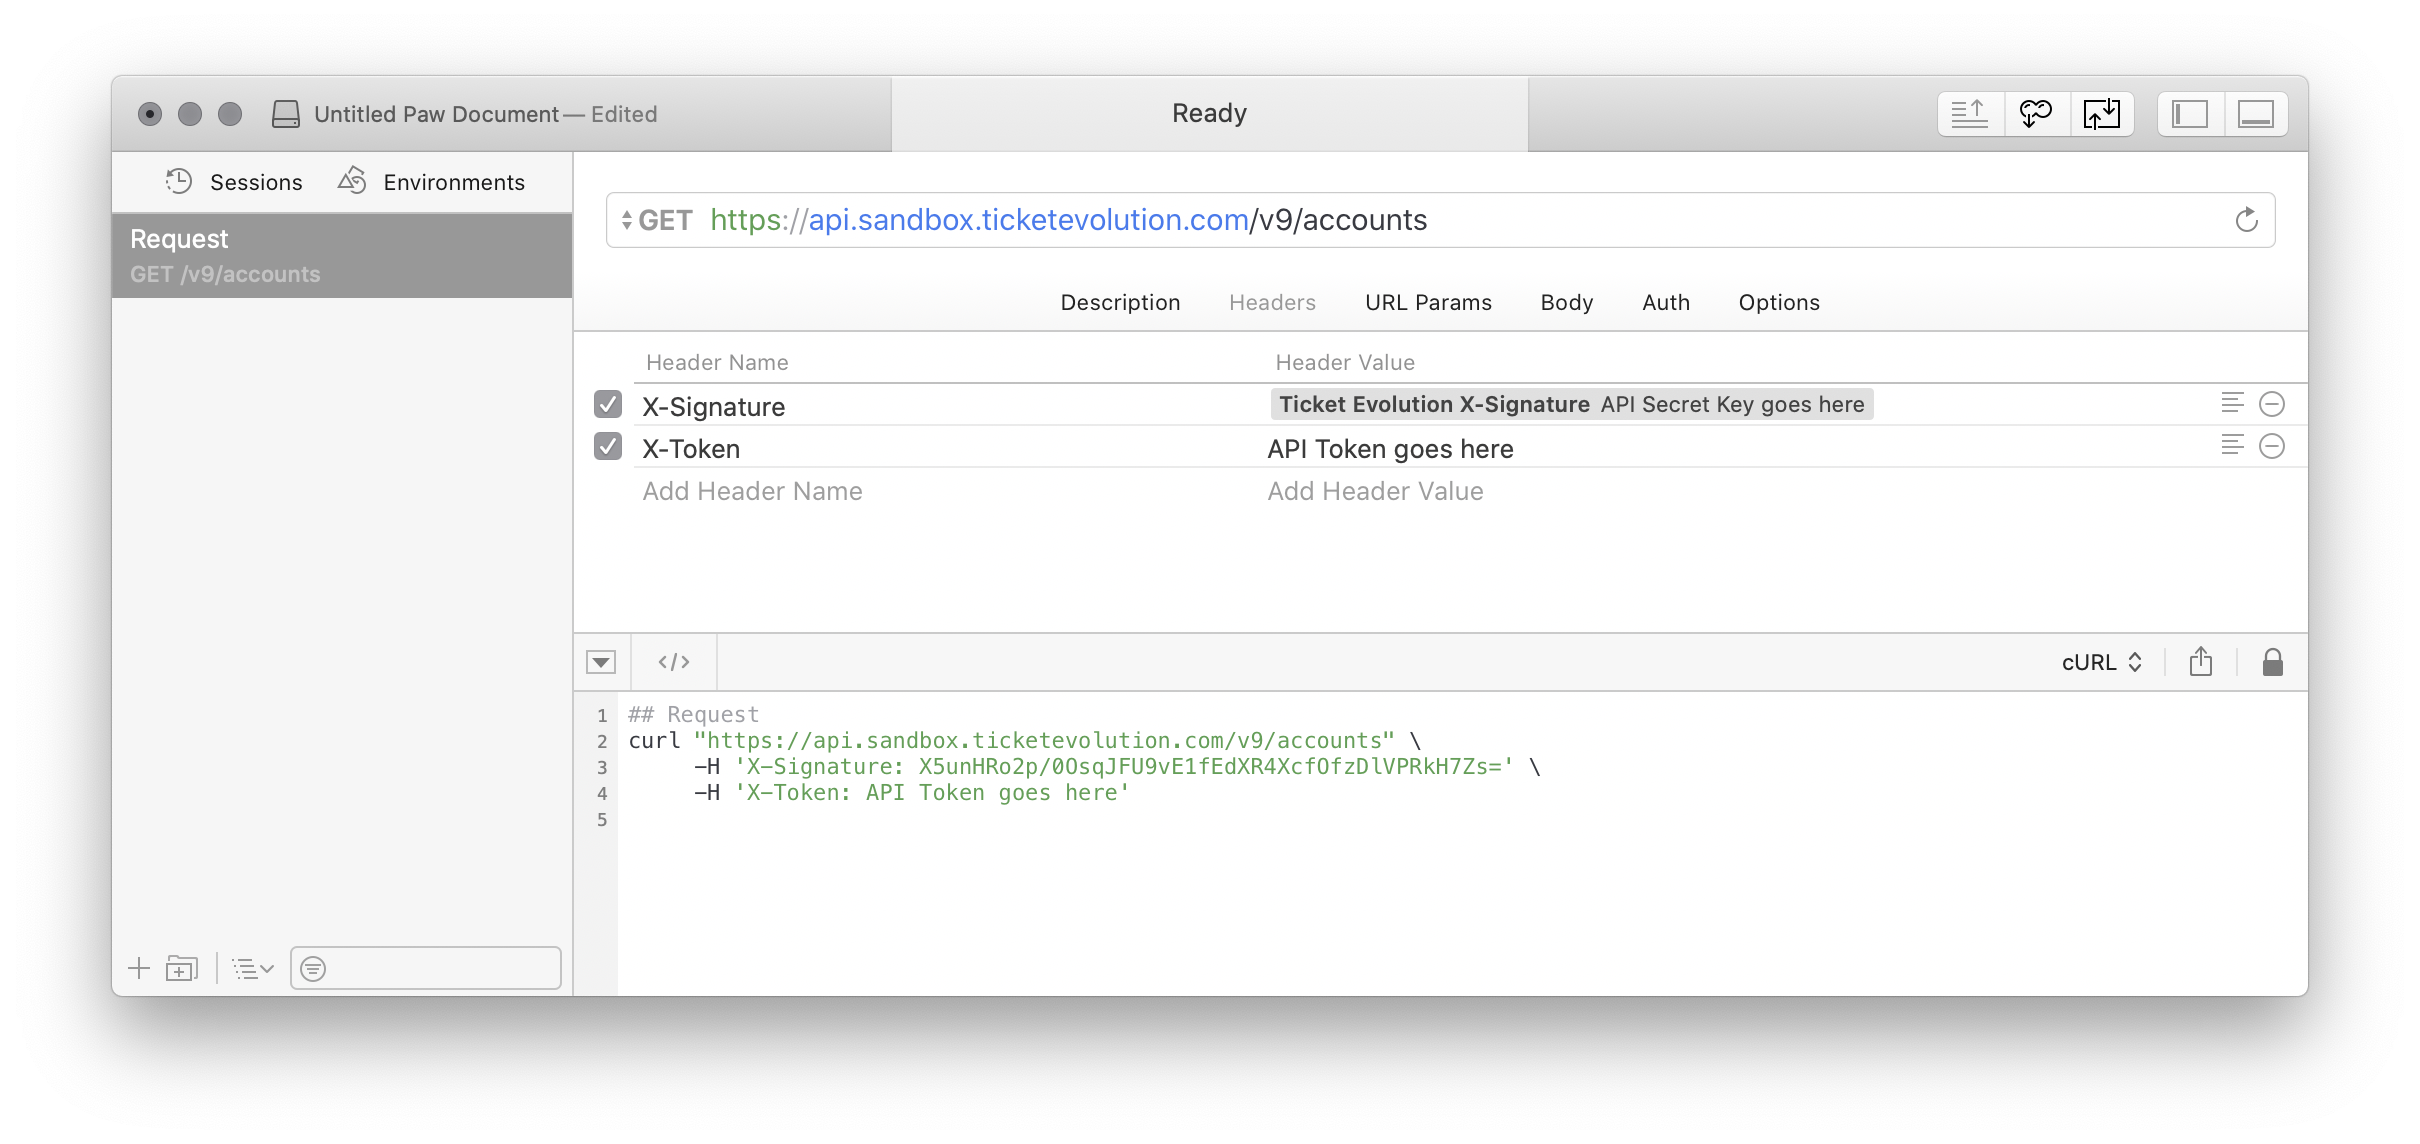 Untitled Paw Document — Edited
Ready
Sessions
Environments
Request
GET /v9/accounts
GET https://api.sandbox.ticketevolution.com/v9/accounts
Description Headers URL Params Body Auth Options
Header Name Header Value
X-Signature Ticket Evolution X-Signature API Secret Key goes here
X-Token API Token goes here
Add Header Name Add Header Value
</> cURL
1 ## Request
2 curl "https://api.sandbox.ticketevolution.com/v9/accounts" \
3 -H 'X-Signature: X5unHRo2p/0OsqJFU9vE1fEdXR4XcfOfzDlVPRkH7Zs=' \
4 -H 'X-Token: API Token goes here'
5